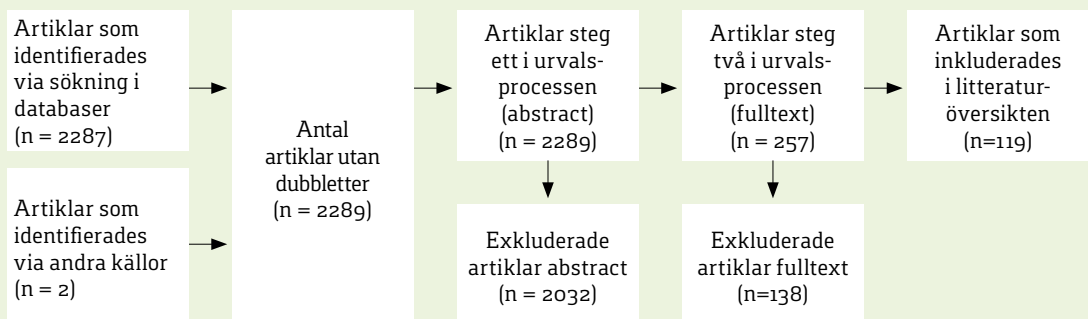 Artiklar som
identifierades
via sökning i
databaser
(n = 2287)
Artiklar som
identifierades
via andra källor
(n = 2)
Antal
artiklar utan
dubbletter
(n = 2289)
Artiklar steg
ett i urvals-
processen
(abstract)
(n = 2289)
Exkluderade
artiklar abstract
(n = 2032)
Artiklar steg
två i urvals-
processen
(fulltext)
(n = 257)
Exkluderade
artiklar fulltext
(n=138)
Artiklar som
inkluderades
i litteratur-
översikten
(n=119)